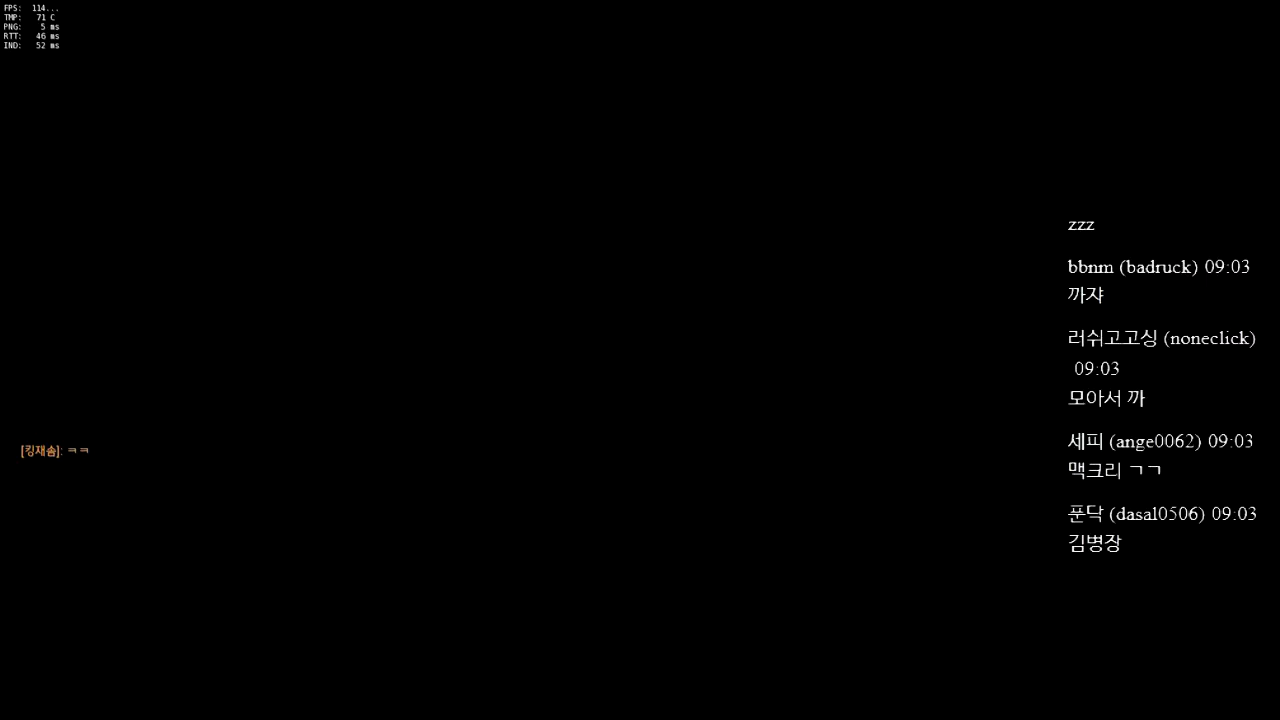 FPS: 114...
TMP: 71 C
PNG: 5 ms
RTT: 46 ms
IND: 52 ms
zzz
bbnm (badruck) 09:03
까쟈
러쉬고고싱 (noneclick)
09:03
모아서 까
[킹재솜]: ㅋㅋ
세피 (ange0062) 09:03
맥크리 ㄱㄱ
푼닥 (dasal0506) 09:03
김병장